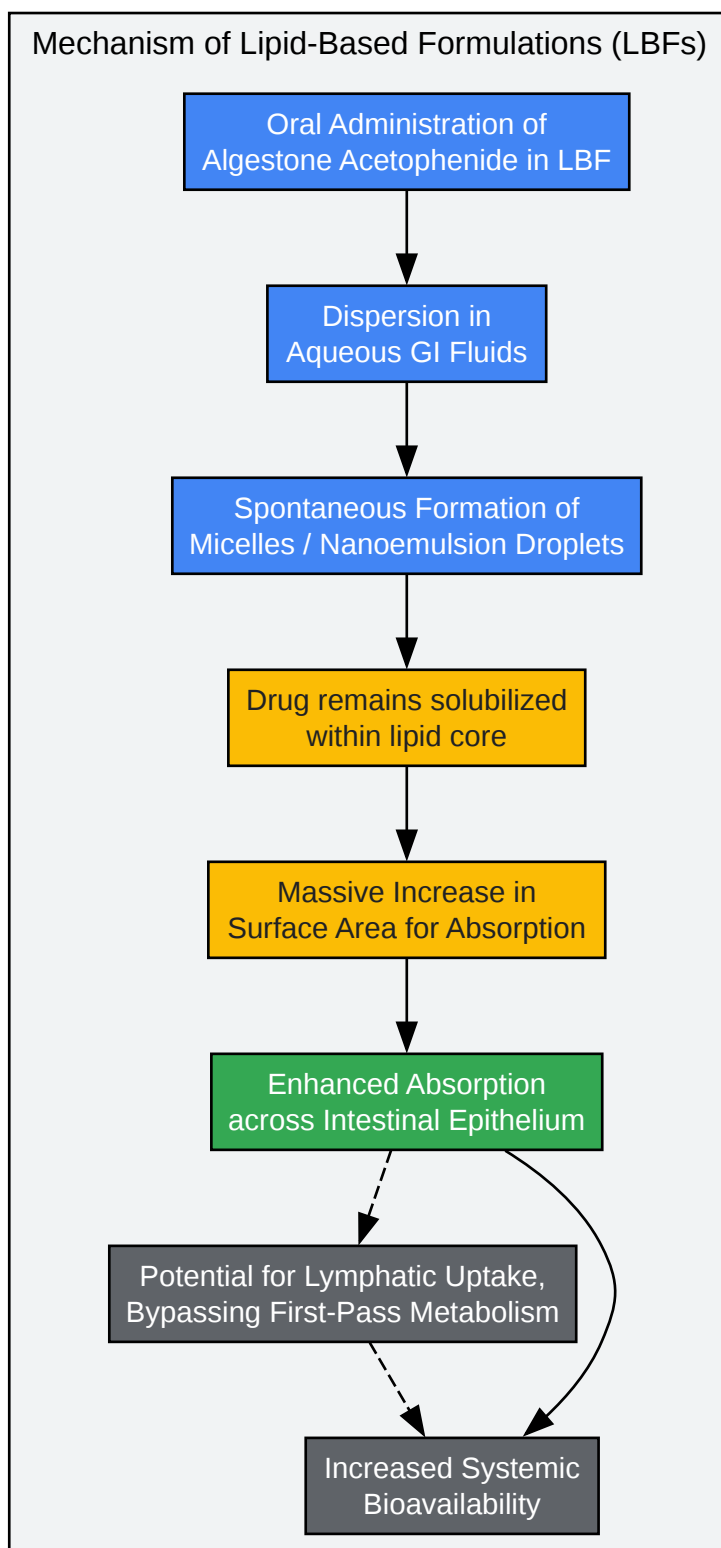 Mechanism of Lipid-Based Formulations (LBFs)
Oral Administration of
Algestone Acetophenide in LBF
Dispersion in
Aqueous GI Fluids
Spontaneous Formation of
Micelles / Nanoemulsion Droplets
Drug remains solubilized
within lipid core
Massive Increase in
Surface Area for Absorption
Enhanced Absorption
across Intestinal Epithelium
Potential for Lymphatic Uptake,
Bypassing First-Pass Metabolism
Increased Systemic
Bioavailability